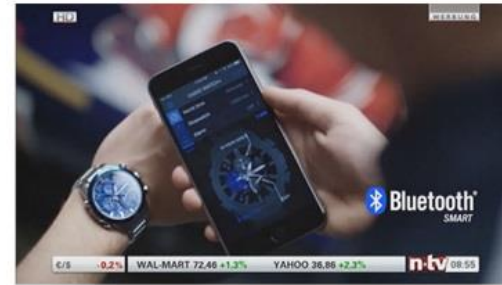 HD
WERBUNG
Bluetooth®
SMART
€/$ -0,2% WAL-MART 72,46 +1,3% YAHOO 36,86 +2,3% n-tv 08:55